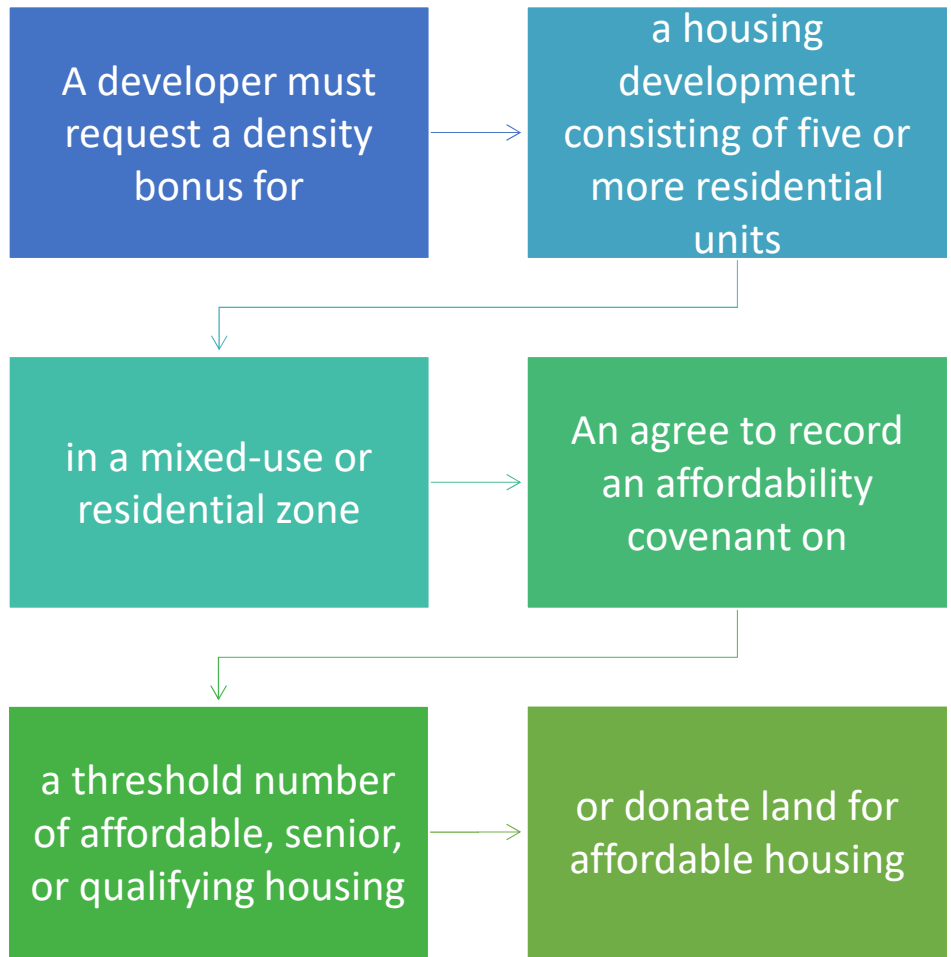 A developer must
request a density
bonus for
a housing
development
consisting of five or
more residential
units
in a mixed-use or
residential zone
An agree to record
an affordability
covenant on
a threshold number
of affordable, senior,
or qualifying housing
or donate land for
affordable housing